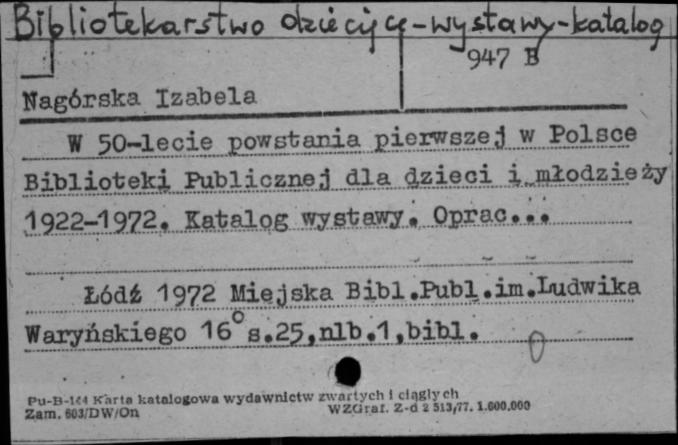 Bibliotekarstwo dziecięce-wystawy-katalog
947 B
Nagórska Izabela
W 50-lecie powstania pierwszej w Polsce
Biblioteki Publicznej dla dzieci i młodzieży
1922-1972. Katalog wystawy. Oprac...
Łódź 1972 Miejska Bibl.Publ.im.Ludwika
Waryńskiego 16° s.25,nlb.1,bibl.
Pu-B-144 Karta katalogowa wydawnictw zwartych i ciągłych
Zam. 603/DW/On WZGraf. Z-d 2 513/77. 1.600.000